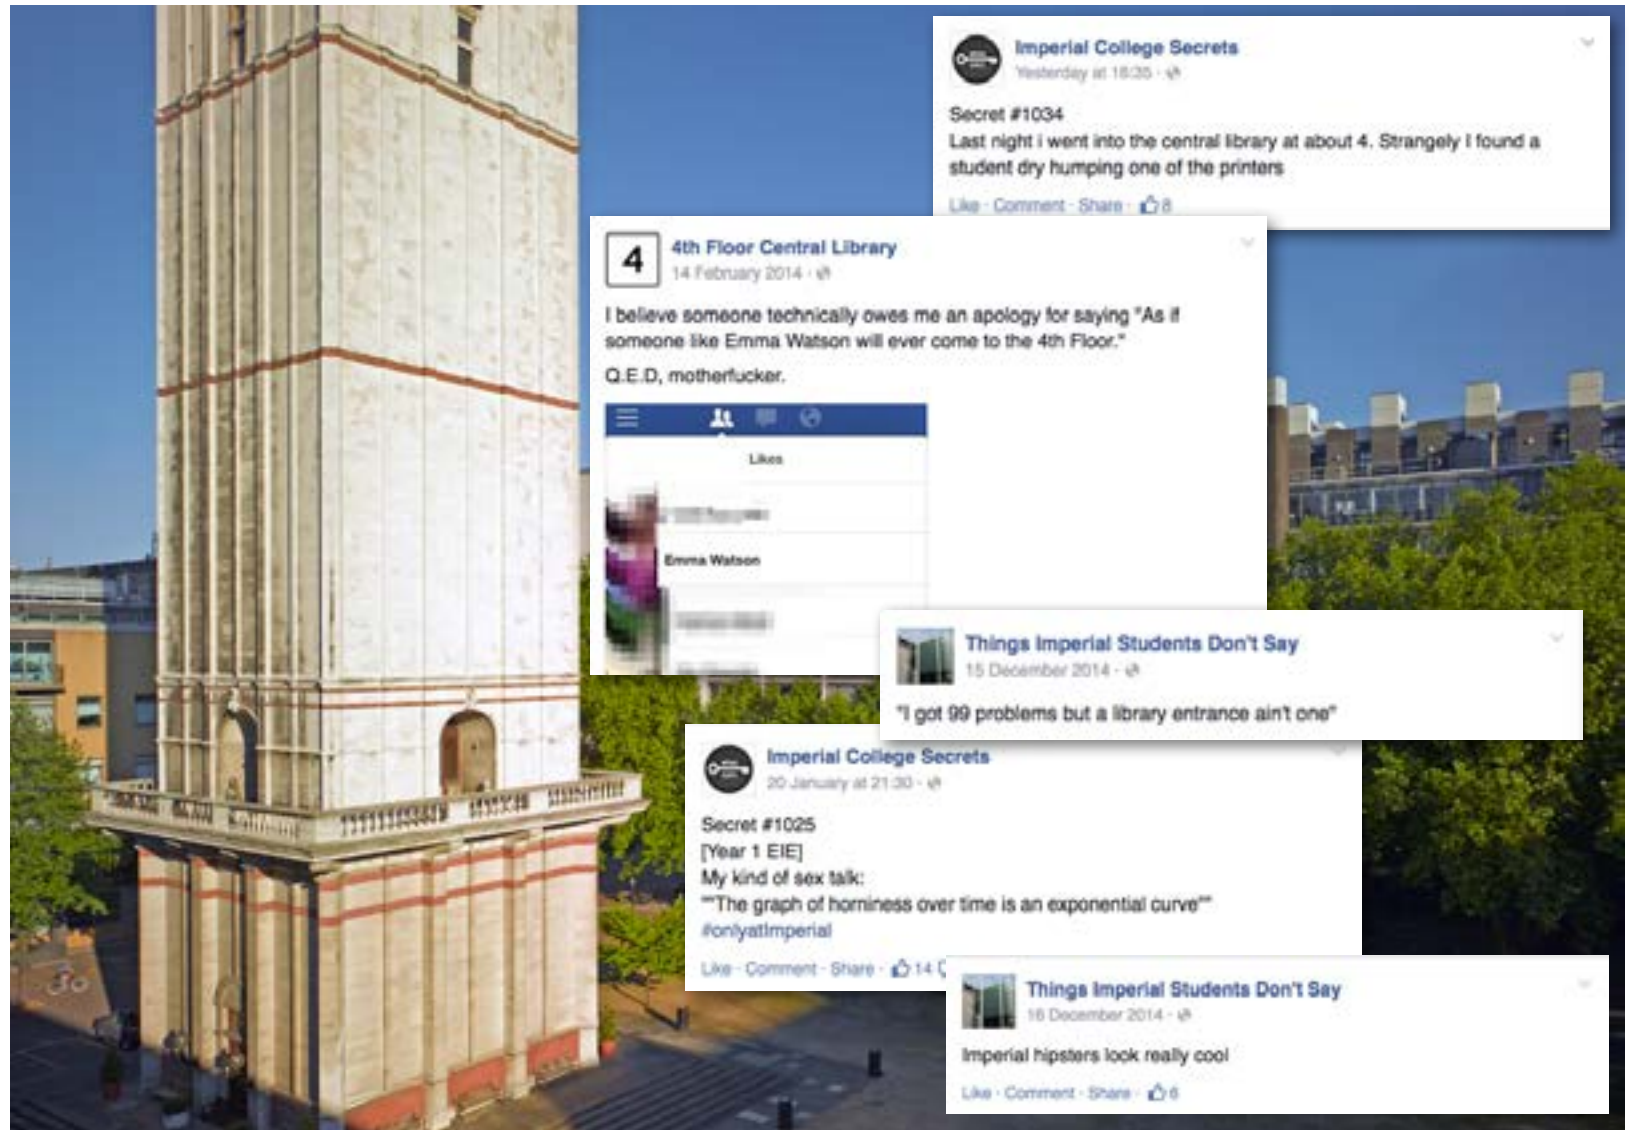 Imperial College Secrets
Yesterday at 18:35
Secret #1034
Last night i went into the central library at about 4. Strangely I found a
student dry humping one of the printers
Like · Comment · Share · 8
4
4th Floor Central Library
14 February 2014
I believe someone technically owes me an apology for saying "As if
someone like Emma Watson will ever come to the 4th Floor."
Q.E.D, motherfucker.
Likes
Emma Watson
Things Imperial Students Don't Say
15 December 2014
"I got 99 problems but a library entrance ain't one"
Imperial College Secrets
20 January at 21:30
Secret #1025
[Year 1 EIE]
My kind of sex talk:
""The graph of horniness over time is an exponential curve""
#onlyatImperial
Like · Comment · Share · 14
Things Imperial Students Don't Say
16 December 2014
Imperial hipsters look really cool
Like · Comment · Share · 6